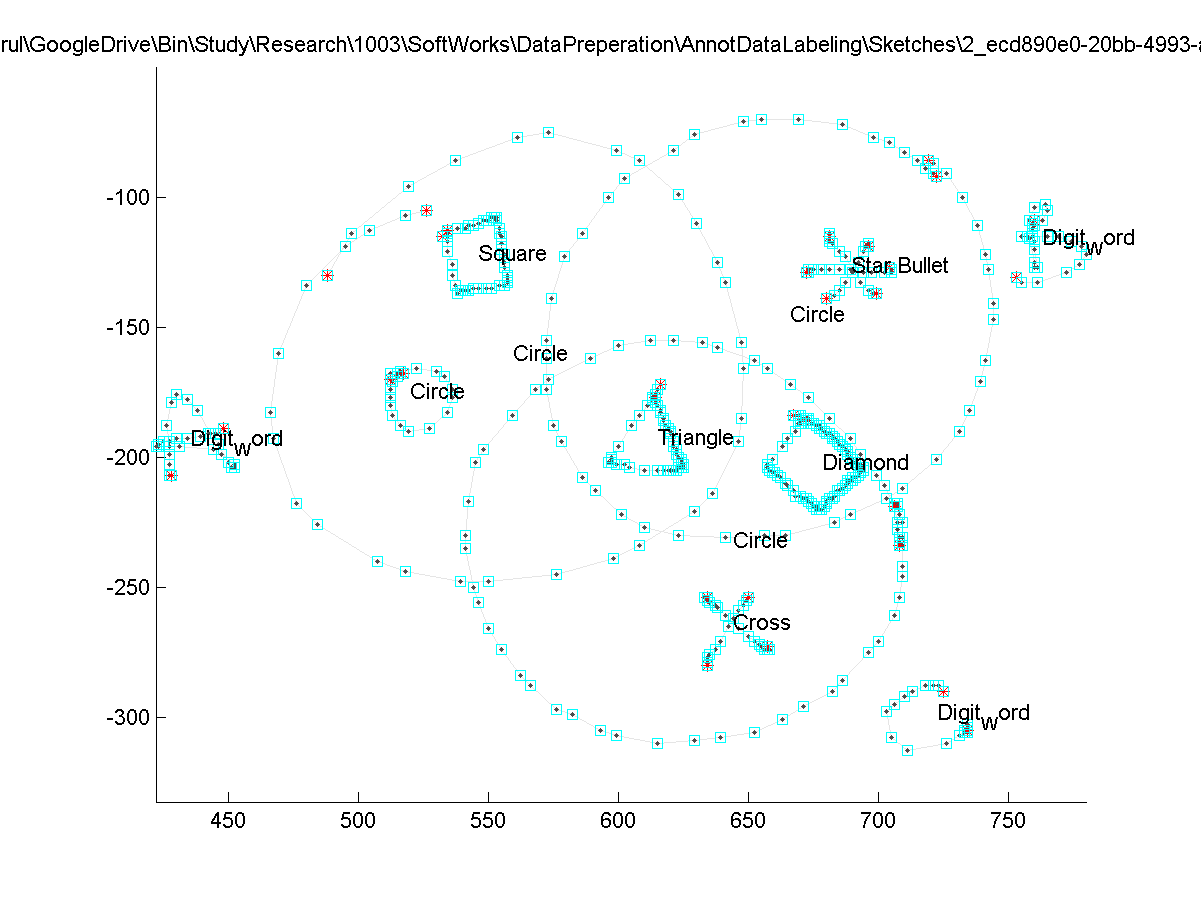 rul\GoogleDrive\Bin\Study\Research\1003\SoftWorks\DataPreperation\AnnotDataLabeling\Sketches\2_ecd890e0-20bb-4993-a
-100
Square
Digit_word
Star Bullet
Circle
-150
Circle
Circle
Digit_word
Triangle
-200
Diamond
Circle
-250
Cross
-300
Digit_word
450 500 550 600 650 700 750